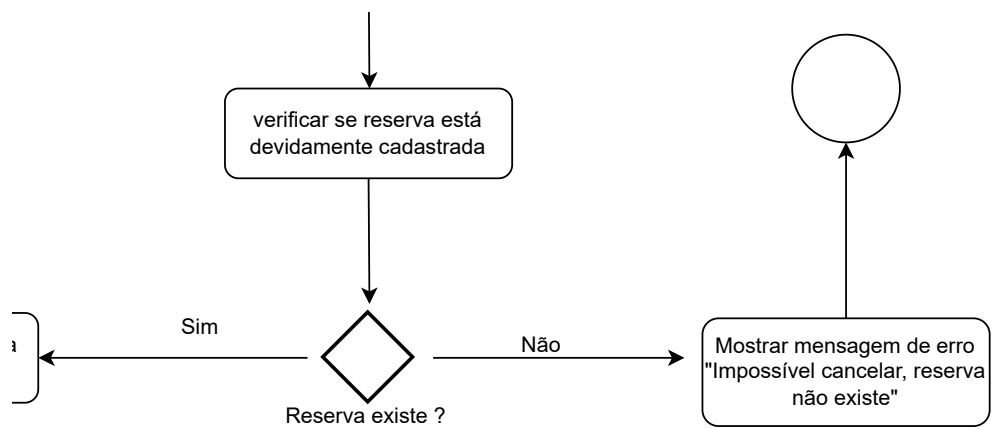 verificar se reserva está
devidamente cadastrada
Sim
Não
Mostrar mensagem de erro
"Impossível cancelar, reserva
não existe"
Reserva existe ?